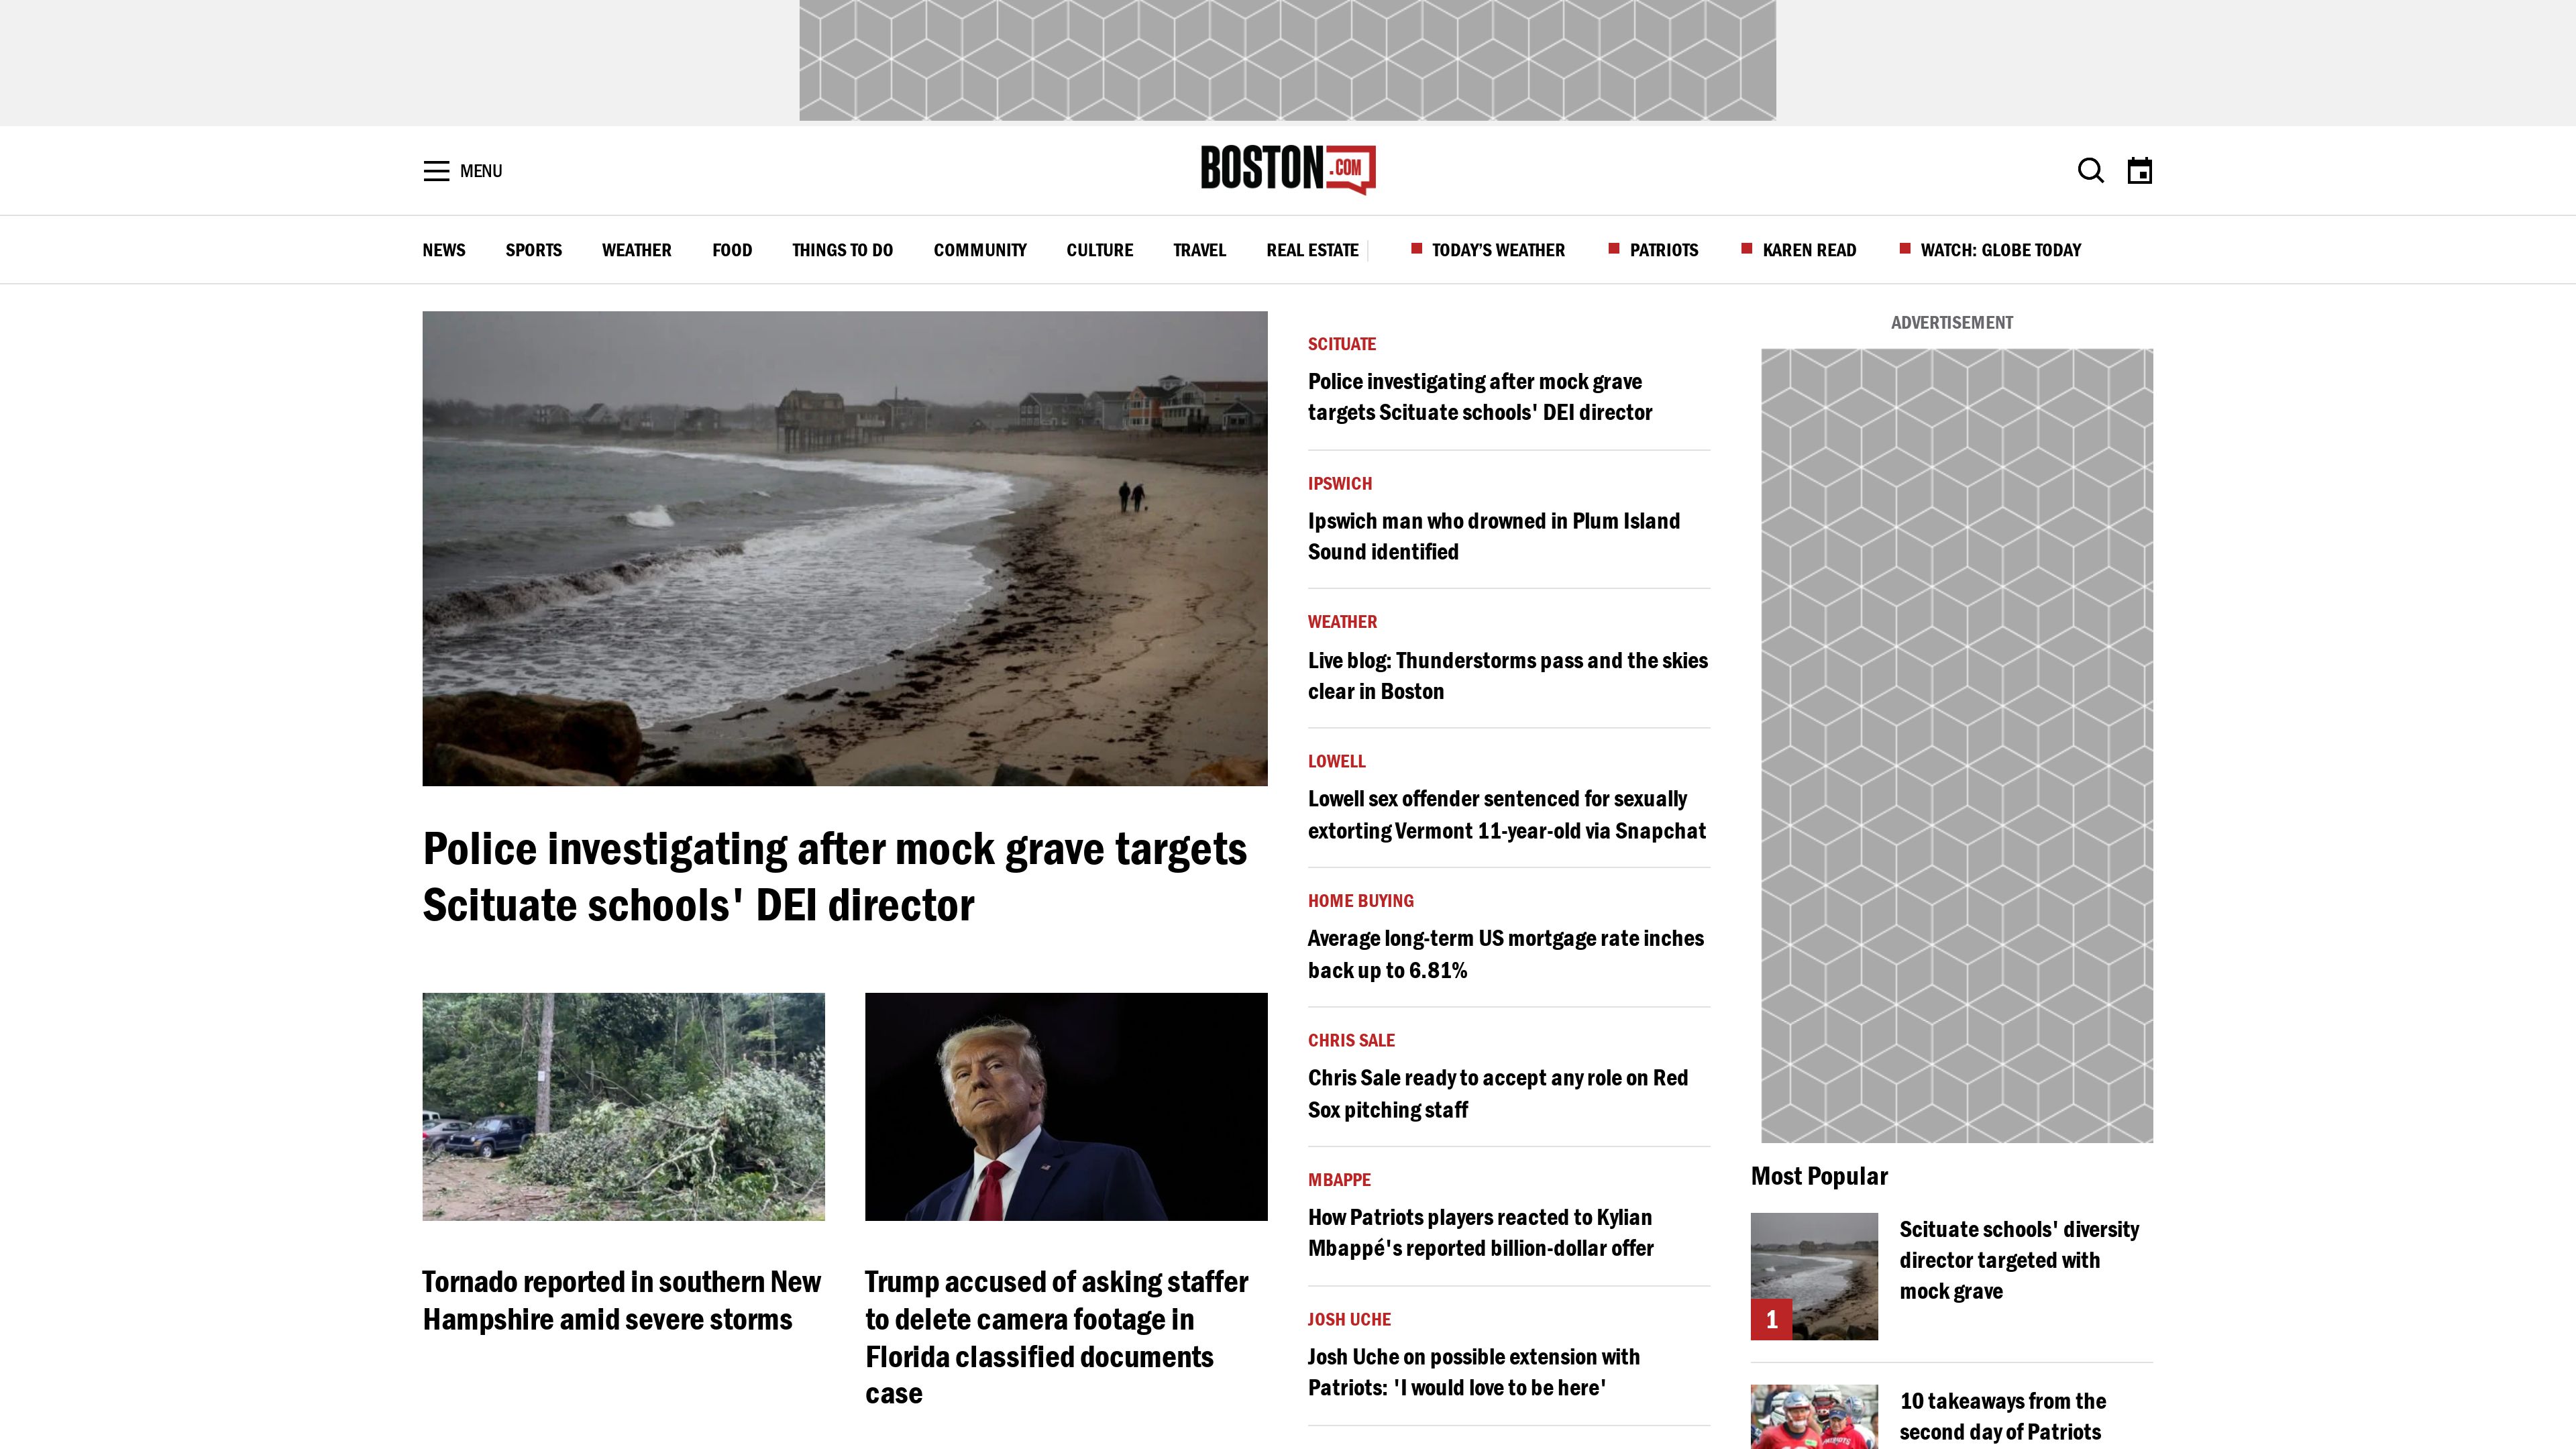 MENU
BOSTON.COM
NEWS
SPORTS
WEATHER
FOOD
THINGS TO DO
COMMUNITY
CULTURE
TRAVEL
REAL ESTATE
TODAY'S WEATHER
PATRIOTS
KAREN READ
WATCH: GLOBE TODAY
Police investigating after mock grave targets
Scituate schools' DEI director
Tornado reported in southern New
Hampshire amid severe storms
Trump accused of asking staffer
to delete camera footage in
Florida classified documents
case
SCITUATE
Police investigating after mock grave
targets Scituate schools' DEI director
IPSWICH
Ipswich man who drowned in Plum Island
Sound identified
WEATHER
Live blog: Thunderstorms pass and the skies
clear in Boston
LOWELL
Lowell sex offender sentenced for sexually
extorting Vermont 11-year-old via Snapchat
HOME BUYING
Average long-term US mortgage rate inches
back up to 6.81%
CHRIS SALE
Chris Sale ready to accept any role on Red
Sox pitching staff
MBAPPE
How Patriots players reacted to Kylian
Mbappé's reported billion-dollar offer
JOSH UCHE
Josh Uche on possible extension with
Patriots: 'I would love to be here'
ADVERTISEMENT
Most Popular
1
Scituate schools' diversity
director targeted with
mock grave
10 takeaways from the
second day of Patriots